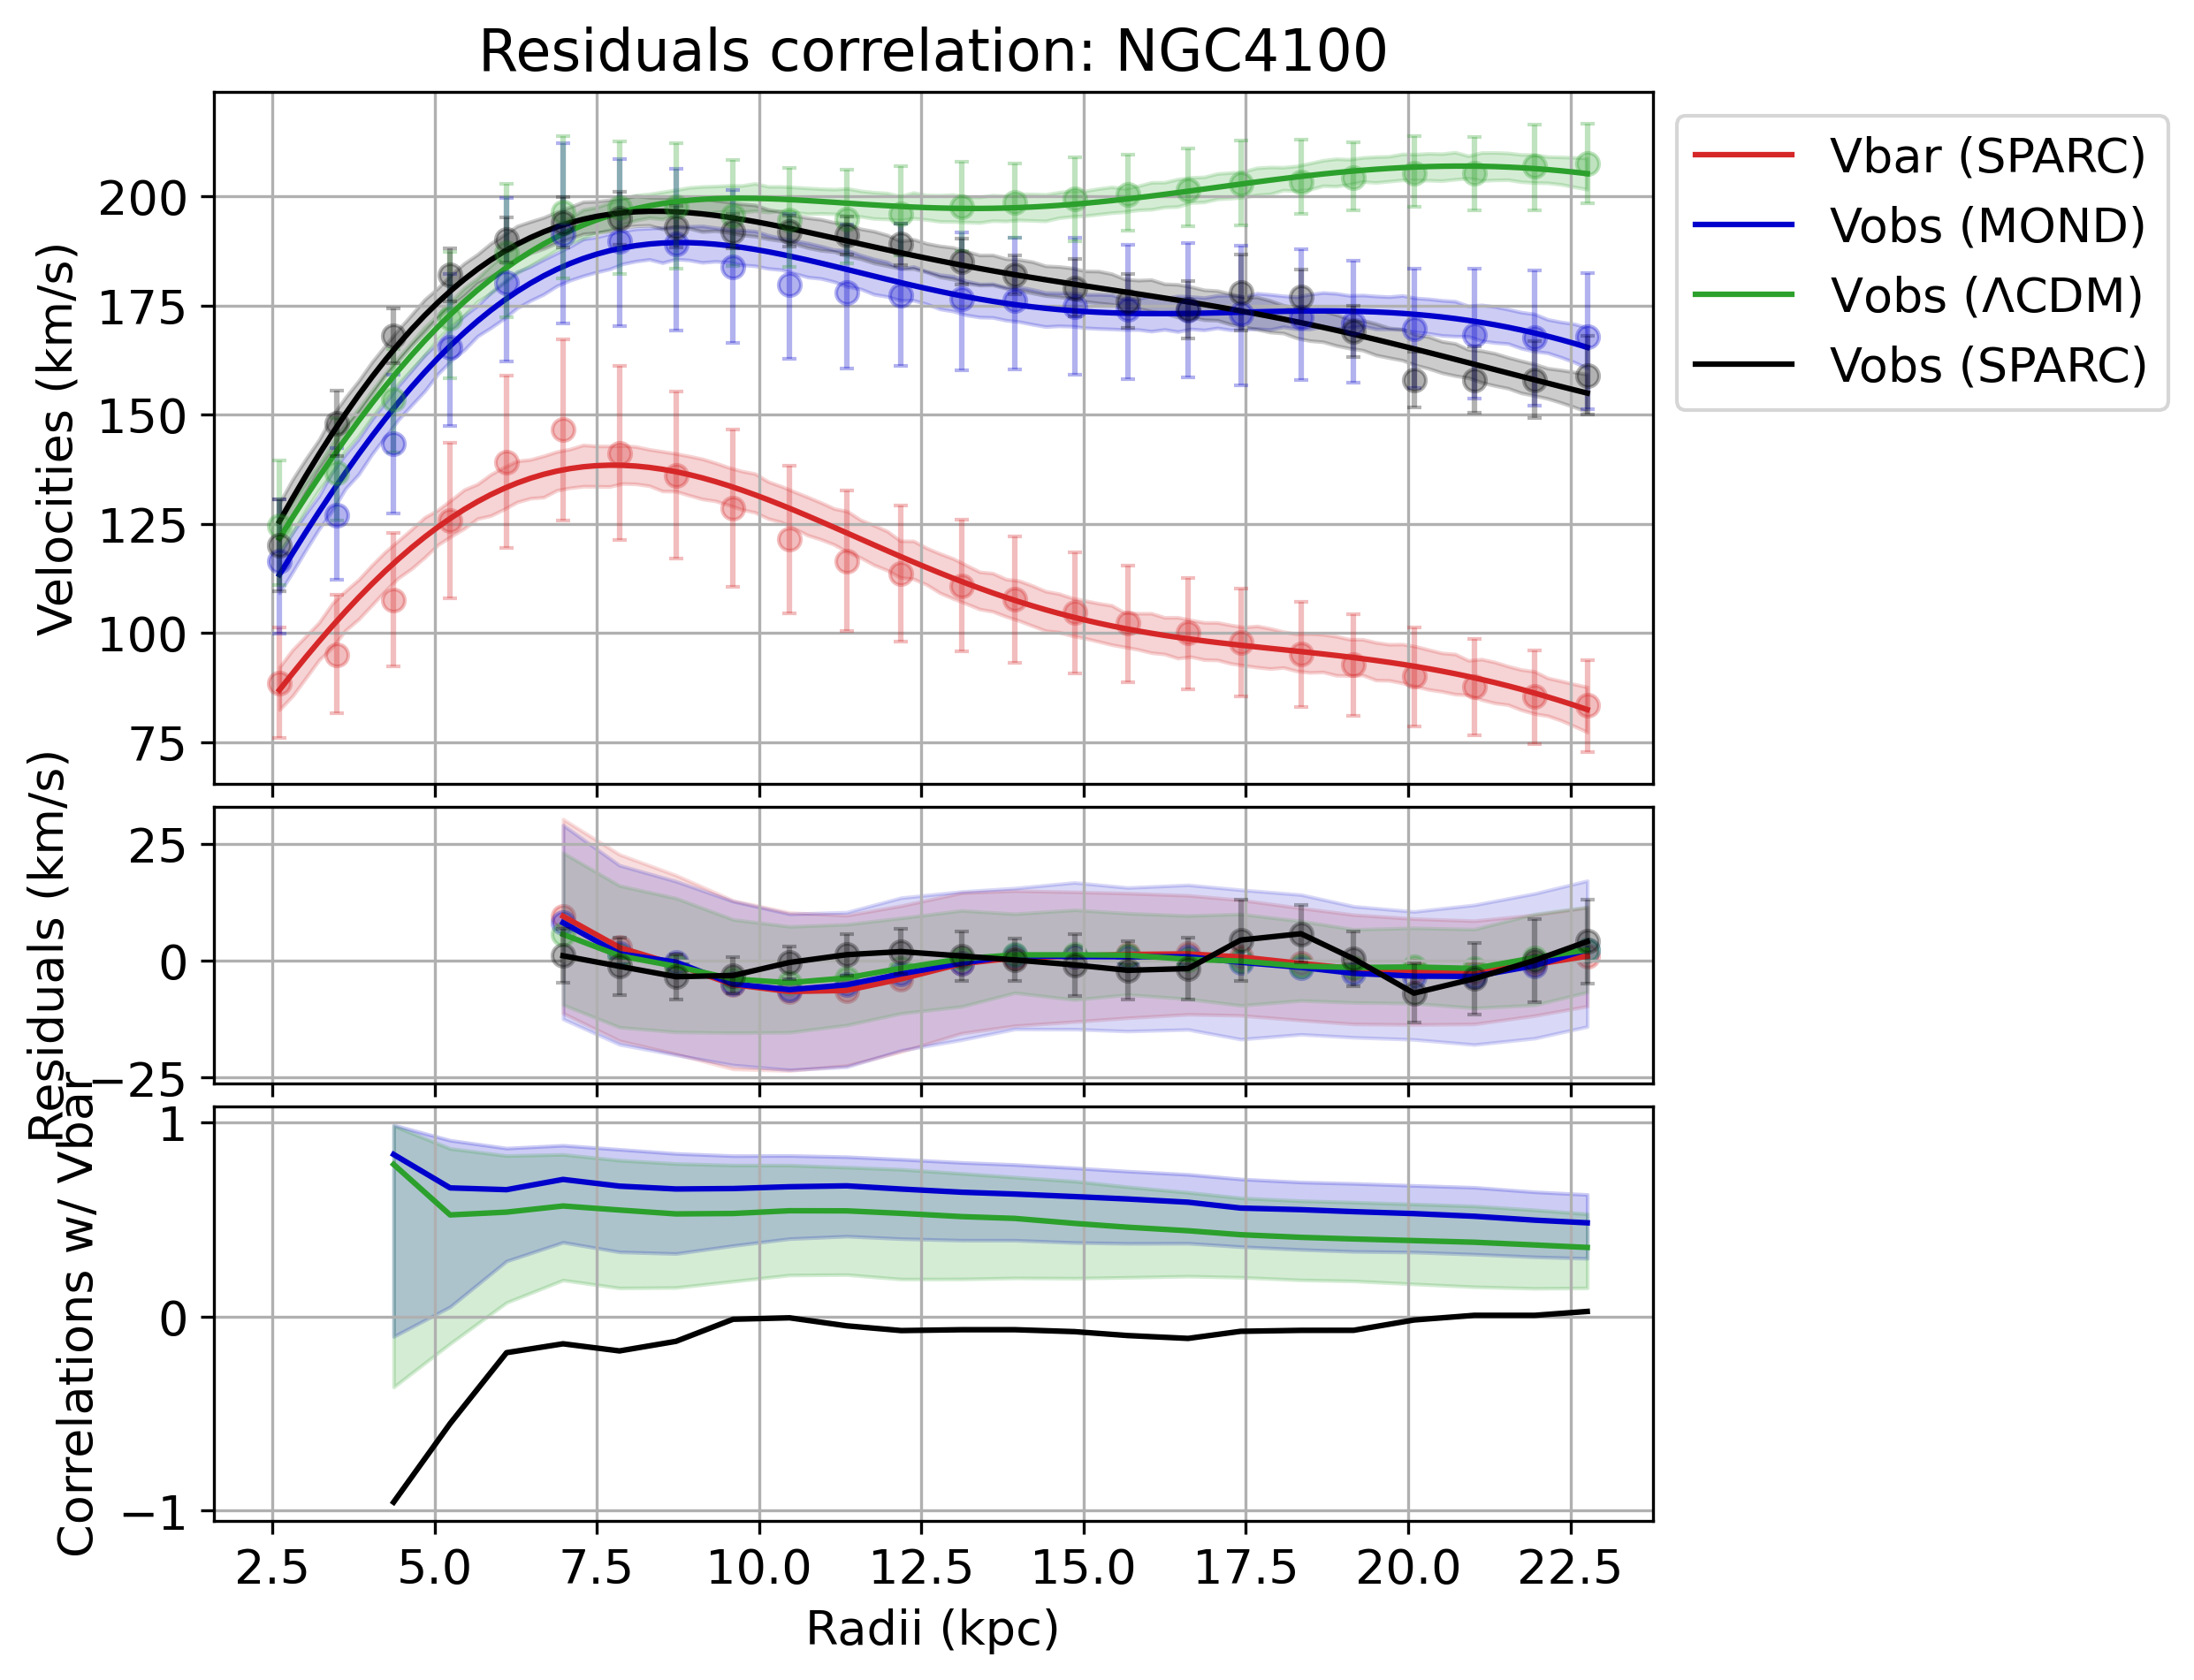 Residuals correlation: NGC4100
Velocities (km/s)
200
175
150
125
100
75
Vbar (SPARC)
Vobs (MOND)
Vobs (ΛCDM)
Vobs (SPARC)
Residuals (km/s)
25
0
−25
Correlations w/ Vbar
1
0
−1
2.5 5.0 7.5 10.0 12.5 15.0 17.5 20.0 22.5
Radii (kpc)